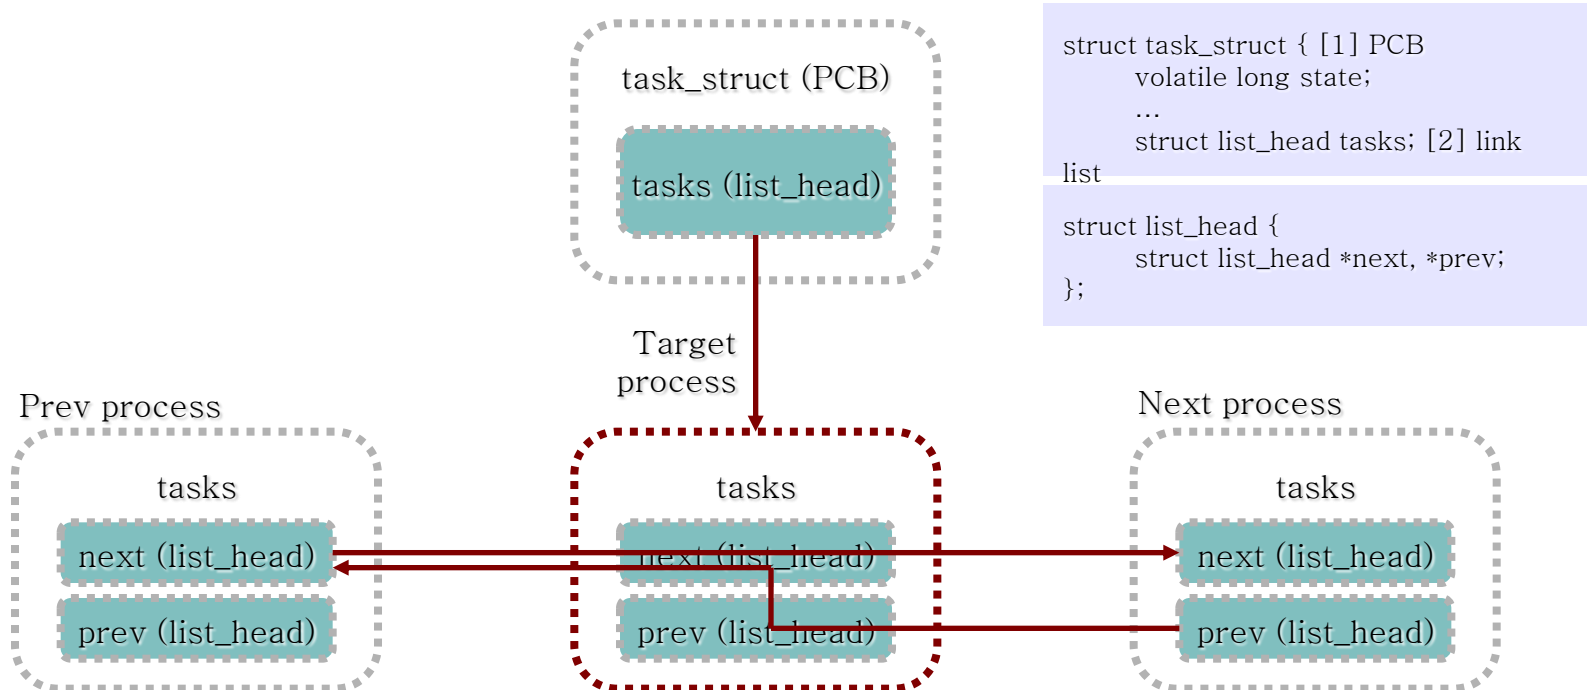 task_struct (PCB)
tasks (list_head)
struct task_struct { [1] PCB
volatile long state;
...
struct list_head tasks; [2] link
list
struct list_head {
struct list_head *next, *prev;
};
Target
process
Prev process
Next process
tasks
next (list_head)
prev (list_head)
tasks
next (list_head)
prev (list_head)
tasks
next (list_head)
prev (list_head)